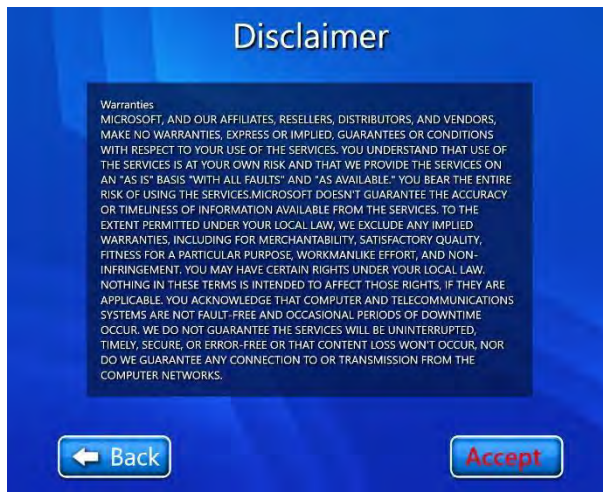 Disclaimer
Warranties
MICROSOFT, AND OUR AFFILIATES, RESELLERS, DISTRIBUTORS, AND VENDORS,
MAKE NO WARRANTIES, EXPRESS OR IMPLIED, GUARANTEES OR CONDITIONS
WITH RESPECT TO YOUR USE OF THE SERVICES. YOU UNDERSTAND THAT USE OF
THE SERVICES IS AT YOUR OWN RISK AND THAT WE PROVIDE THE SERVICES ON
AN "AS IS" BASIS "WITH ALL FAULTS" AND "AS AVAILABLE." YOU BEAR THE ENTIRE
RISK OF USING THE SERVICES.MICROSOFT DOESN'T GUARANTEE THE ACCURACY
OR TIMELINESS OF INFORMATION AVAILABLE FROM THE SERVICES. TO THE
EXTENT PERMITTED UNDER YOUR LOCAL LAW, WE EXCLUDE ANY IMPLIED
WARRANTIES, INCLUDING FOR MERCHANTABILITY, SATISFACTORY QUALITY,
FITNESS FOR A PARTICULAR PURPOSE, WORKMANLIKE EFFORT, AND NON-
INFRINGEMENT. YOU MAY HAVE CERTAIN RIGHTS UNDER YOUR LOCAL LAW.
NOTHING IN THESE TERMS IS INTENDED TO AFFECT THOSE RIGHTS, IF THEY ARE
APPLICABLE. YOU ACKNOWLEDGE THAT COMPUTER AND TELECOMMUNICATIONS
SYSTEMS ARE NOT FAULT-FREE AND OCCASIONAL PERIODS OF DOWNTIME
OCCUR. WE DO NOT GUARANTEE THE SERVICES WILL BE UNINTERRUPTED,
TIMELY, SECURE, OR ERROR-FREE OR THAT CONTENT LOSS WON'T OCCUR, NOR
DO WE GUARANTEE ANY CONNECTION TO OR TRANSMISSION FROM THE
COMPUTER NETWORKS.
Back
Accept